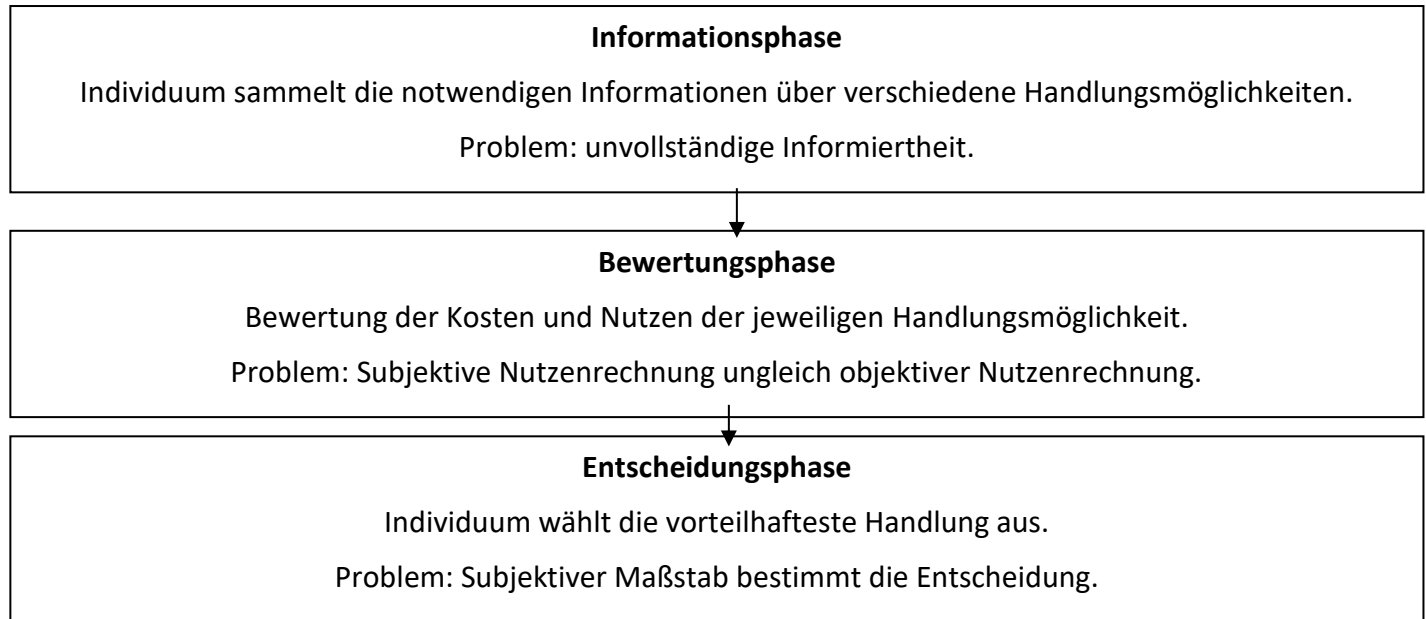 Informationsphase
Individuum sammelt die notwendigen Informationen über verschiedene Handlungsmöglichkeiten.
Problem: unvollständige Informiertheit.
Bewertungsphase
Bewertung der Kosten und Nutzen der jeweiligen Handlungsmöglichkeit.
Problem: Subjektive Nutzenrechnung ungleich objektiver Nutzenrechnung.
Entscheidungsphase
Individuum wählt die vorteilhafteste Handlung aus.
Problem: Subjektiver Maßstab bestimmt die Entscheidung.